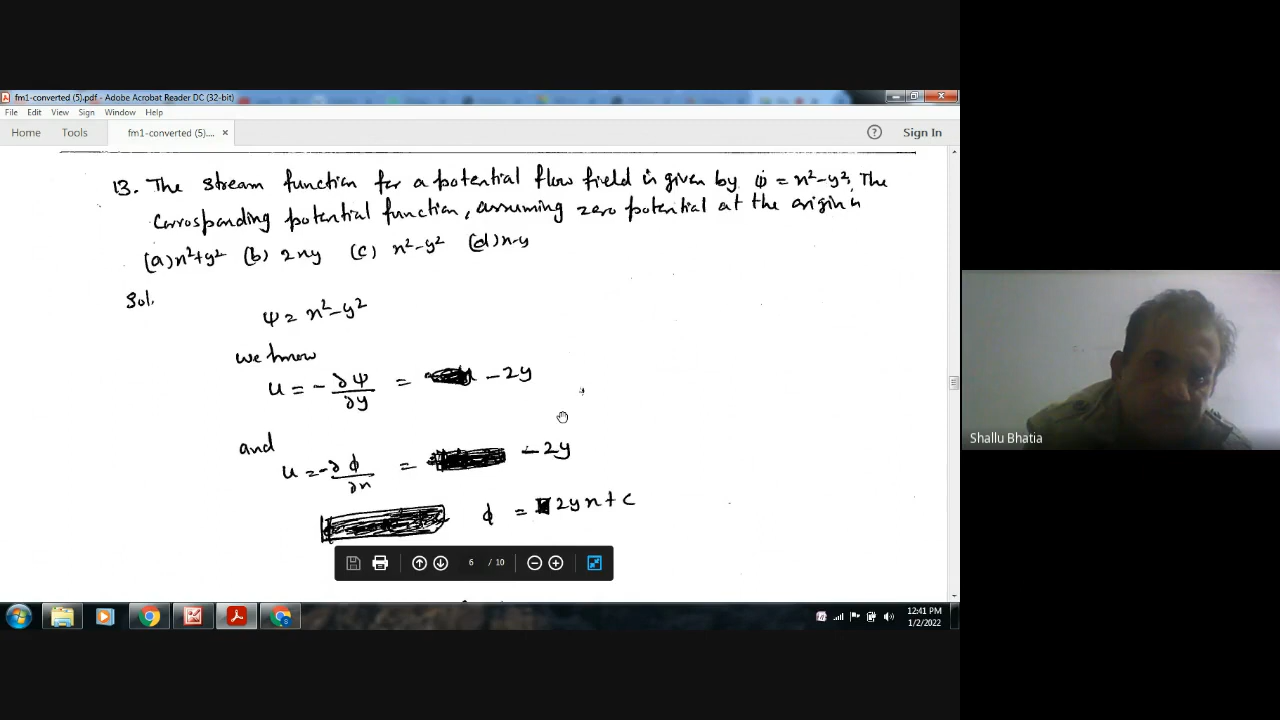 fm1-converted (5).pdf - Adobe Acrobat Reader DC (32-bit)
File Edit View Sign Window Help
Home Tools fm1-converted (5).... × ? Sign In
13. The stream function for a potential flow field is given by ψ = x²-y². The
Corrosponding potential function, assuming zero potential at the origin is
(a) x²+y² (b) 2xy (c) x²-y² (d) x-y
Sol.
ψ = x²-y²
we know
u = -∂ψ/∂y = -2y
and
u = -∂ϕ/∂x = -2y
ϕ = 2yx + c
6 / 10
Shallu Bhatia
12:41 PM
1/2/2022